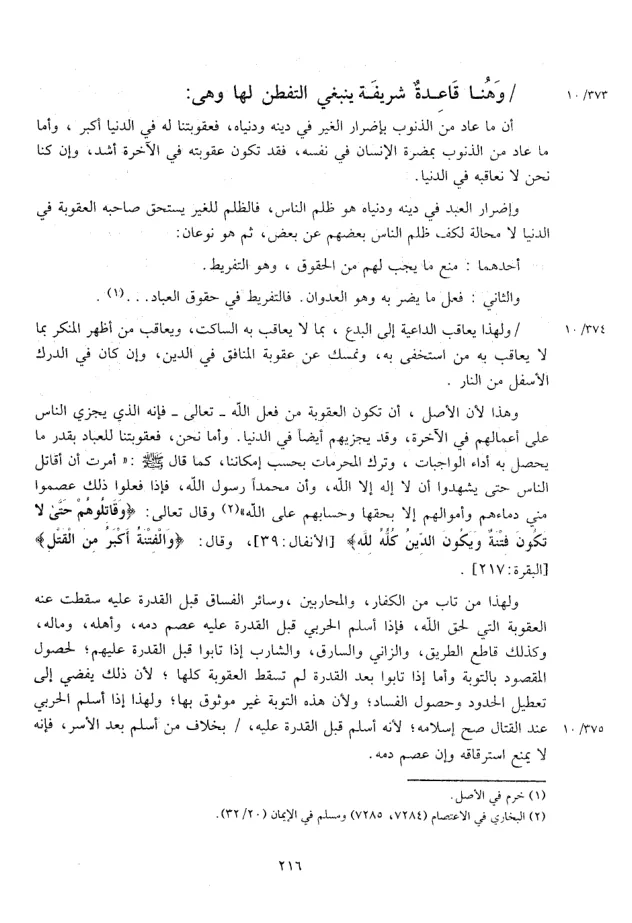 ١٠/٣٧٣ / وَهُنا قَاعدةٌ شريفَة ينبغي التفطن لها وهى:
أن ما عاد من الذنوب بإضرار الغير في دينه ودنياه، فعقوبتنا له في الدنيا أكبر ، وأما
ما عاد من الذنوب بمضرة الإنسان في نفسه، فقد تكون عقوبته في الآخرة أشد، وإن كنا
نحن لا نعاقبه في الدنيا.
وإضرار العبد في دينه ودنياه هو ظلم الناس، فالظلم للغير يستحق صاحبه العقوبة في
الدنيا لا محالة لكف ظلم الناس بعضهم عن بعض، ثم هو نوعان:
أحدهما : منع ما يجب لهم من الحقوق ، وهو التفريط.
والثاني : فعل ما يضر به وهو العدوان. فالتفريط في حقوق العباد...(١) .
١٠/٣٧٤ / ولهذا يعاقب الداعية إلى البدع ، بما لا يعاقب به الساكت، ويعاقب من أظهر المنكر بما
لا يعاقب به من استخفى به، ونمسك عن عقوبة المنافق في الدين، وإن كان في الدرك
الأسفل من النار .
وهذا لأن الأصل ، أن تكون العقوبة من فعل اللّه ـ تعالى ـ فإنه الذي يجزي الناس
على أعمالهم في الآخرة، وقد يجزيهم أيضاً في الدنيا. وأما نحن، فعقوبتنا للعباد بقدر ما
يحصل به أداء الواجبات ، وترك المحرمات بحسب إمكاننا، كما قال ﷺ :« أمرت أن أقاتل
الناس حتى يشهدوا أن لا إله إلا اللّه، وأن محمداً رسول اللّه، فإذا فعلوا ذلك عصموا
مني دماءهم وأموالهم إلا بحقها وحسابهم على اللّه»(٢) وقال تعالى: ﴿وَقَاتِلُوهُمْ حَتَّىٰ لا
تَكُونَ فِتْنَةٌ وَيَكُونَ الدِّينُ كُلُّهُ لِلَّه﴾ [الأنفال:٣٩]، وقال: ﴿وَالْفِتْنَةُ أَكْبَرُ مِنَ الْقَتْلِ﴾
[البقرة:٢١٧] .
ولهذا من تاب من الكفار، والمحاربين ،وسائر الفساق قبل القدرة عليه سقطت عنه
العقوبة التي لحق اللّه، فإذا أسلم الحربي قبل القدرة عليه عصم دمه، وأهله، وماله،
وكذلك قاطع الطريق، والزاني والسارق، والشارب إذا تابوا قبل القدرة عليهم؛ لحصول
المقصود بالتوبة وأما إذا تابوا بعد القدرة لم تسقط العقوبة كلها ؛ لأن ذلك يفضي إلى
تعطيل الحدود وحصول الفساد؛ ولأن هذه التوبة غير موثوق بها؛ ولهذا إذا أسلم الحربي
١٠/٣٧٥ عند القتال صح إسلامه؛ لأنه أسلم قبل القدرة عليه، / بخلاف من أسلم بعد الأسر، فإنه
لا يمنع استرقاقه وإن عصم دمه.
(١) خرم في الأصل.
(٢) البخاري في الاعتصام (٧٢٨٤، ٧٢٨٥) ومسلم في الإيمان (٣٢/٢٠).
٢١٦